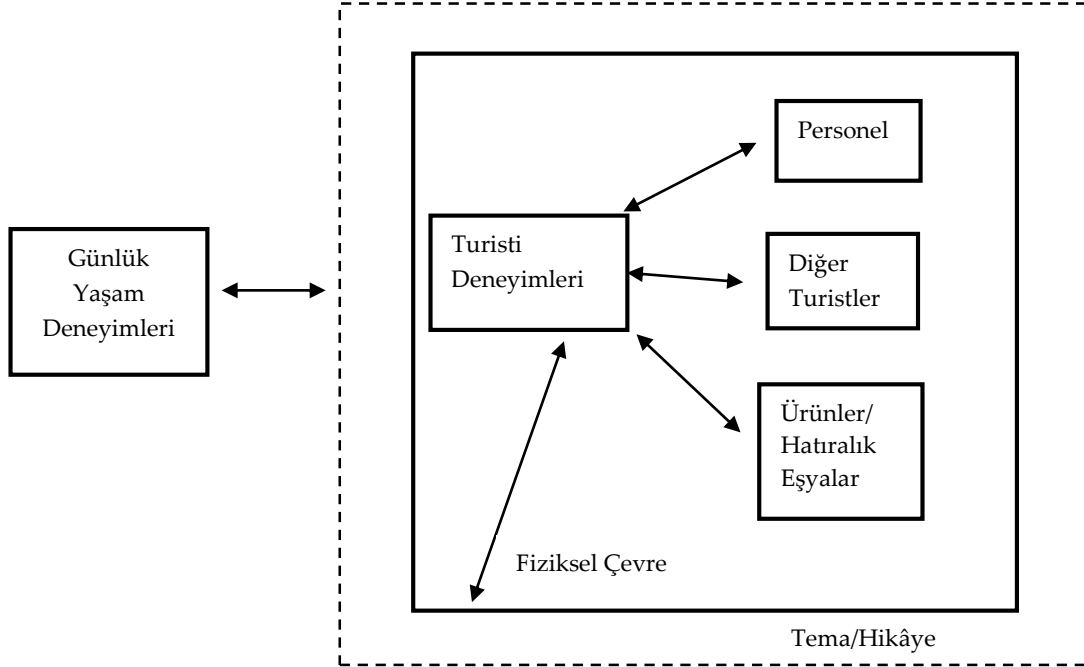 Günlük
Yaşam
Deneyimleri
Turisti
Deneyimleri
Personel
Diğer
Turistler
Ürünler/
Hatıralık
Eşyalar
Fiziksel Çevre
Tema/Hikâye